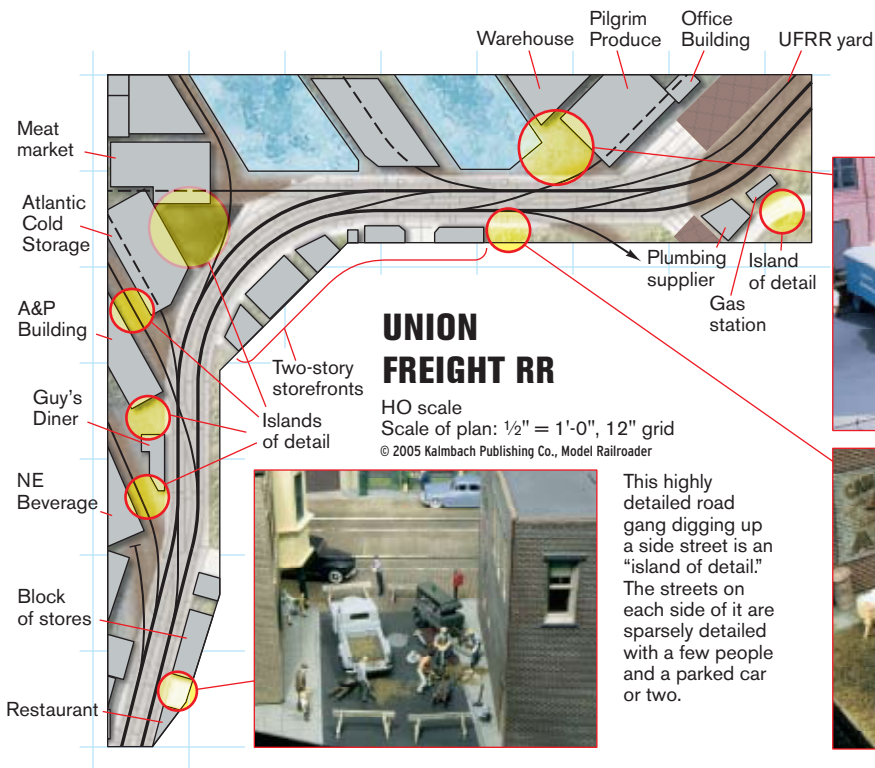 Warehouse
Pilgrim
Produce
Office
Building
UFRR yard
Meat
market
Atlantic
Cold
Storage
A&P
Building
Guy's
Diner
NE
Beverage
Block
of stores
Restaurant
Two-story
storefronts
Islands
of detail
Plumbing
supplier
Gas
station
Island
of detail
UNION
FREIGHT RR
HO scale
Scale of plan: ½" = 1'-0", 12" grid
© 2005 Kalmbach Publishing Co., Model Railroader
This highly
detailed road
gang digging up
a side street is an
“island of detail.”
The streets on
each side of it are
sparsely detailed
with a few people
and a parked car
or two.